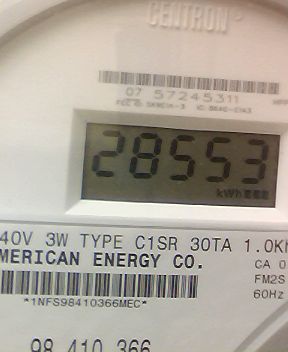 CENTRON
07 57245311
28553
kWh
40V 3W TYPE C1SR 30TA 1.0Kh
MERICAN ENERGY CO.
CA 0
FM2S
60Hz
*1NFS98410366MEC*
98 410 366